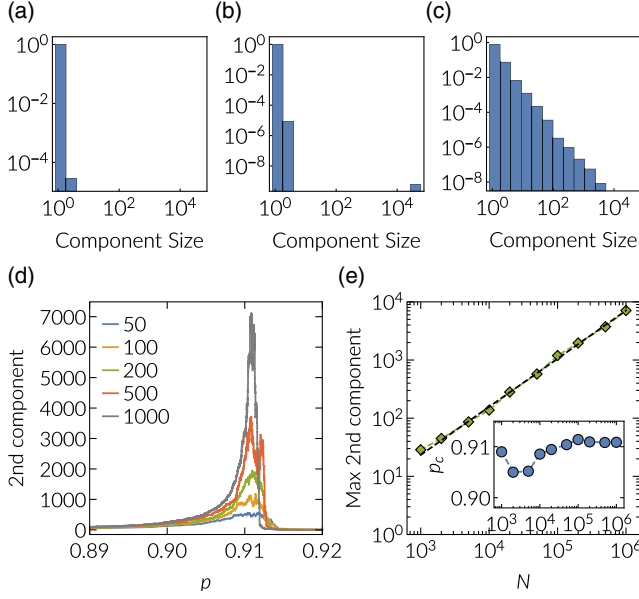 (a)
(b)
(c)
10^0
10^-2
10^-4
10^0 10^2 10^4
Component Size
10^0
10^-2
10^-4
10^-6
10^-8
10^0 10^2 10^4
Component Size
10^0
10^-2
10^-4
10^-6
10^-8
10^0 10^2 10^4
Component Size
(d)
2nd component
7000
6000
5000
4000
3000
2000
1000
0
50
100
200
500
1000
0.89 0.90 0.91 0.92
p
(e)
Max 2nd component
10^4
10^3
10^2
10^1
10^0
10^3 10^4 10^5 10^6
N
p_c
0.91
0.90
10^2 10^4 10^5 10^6